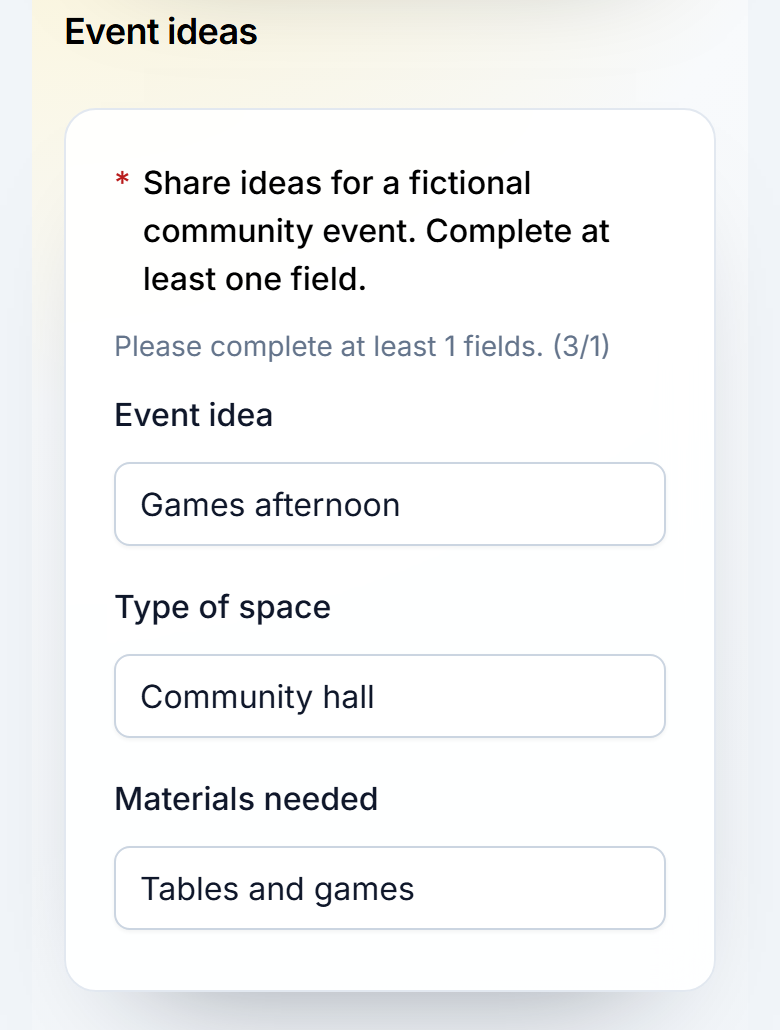 Event ideas
* Share ideas for a fictional
community event. Complete at
least one field.
Please complete at least 1 fields. (3/1)
Event idea
Games afternoon
Type of space
Community hall
Materials needed
Tables and games